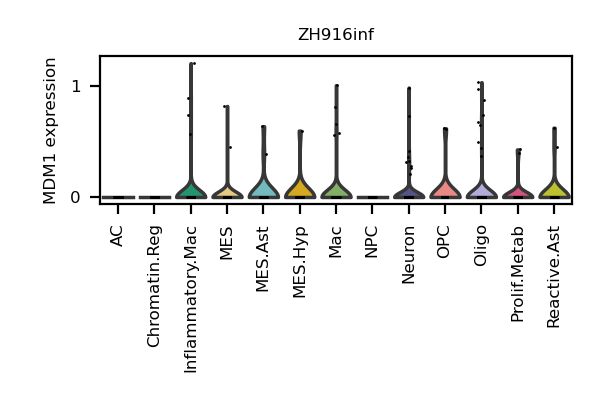 ZH916inf
MDM1 expression
1
0
AC
Chromatin.Reg
Inflammatory.Mac
MES
MES.Ast
MES.Hyp
Mac
NPC
Neuron
OPC
Oligo
Prolif.Metab
Reactive.Ast